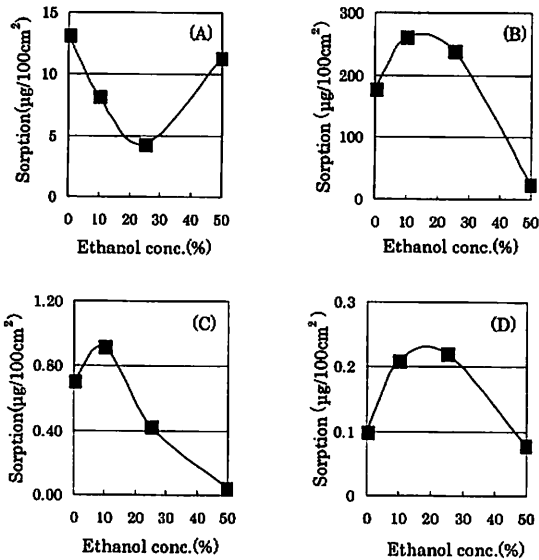 Sorption(µg/100cm²)
15
10
5
0
(A)
0 10 20 30 40 50
Ethanol conc.(%)
Sorption (µg/100cm²)
300
200
100
0
(B)
0 10 20 30 40 50
Ethanol conc.(%)
Sorption(µg/100cm²)
1.20
0.80
0.40
0.00
(C)
0 10 20 30 40 50
Ethanol conc.(%)
Sorption (µg/100cm²)
0.3
0.2
0.1
0
(D)
0 10 20 30 40 50
Ethanol conc.(%)